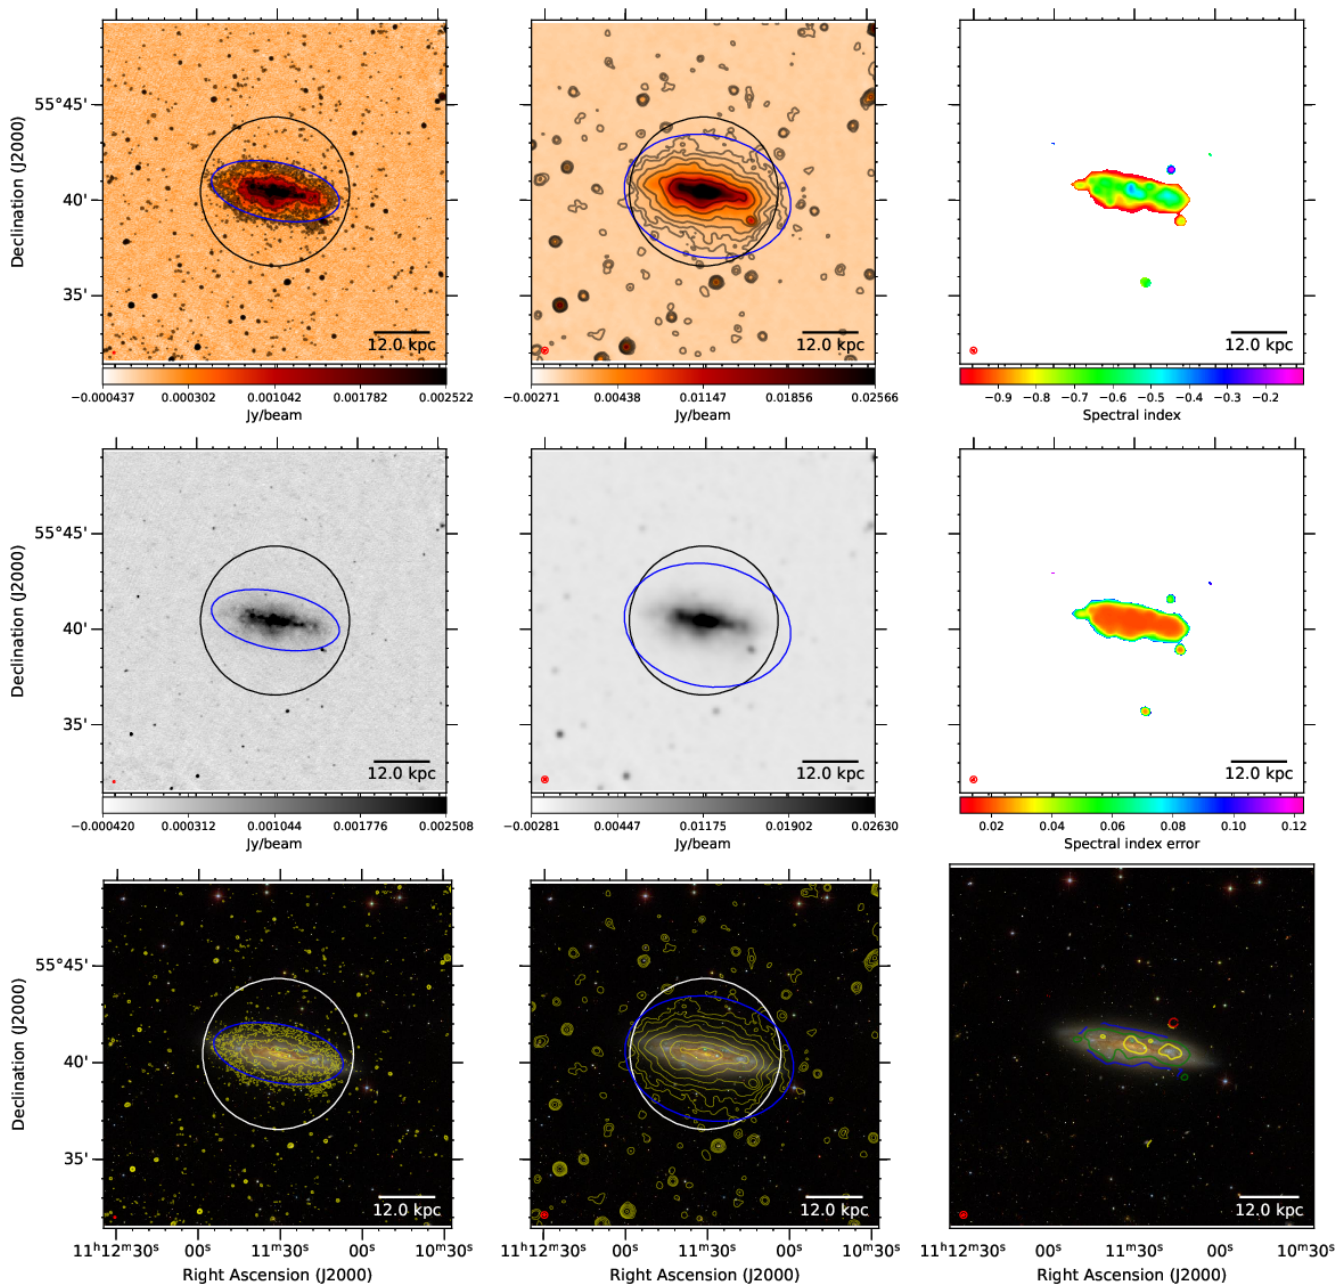 Declination (J2000)
55°45'
40'
35'
12.0 kpc
12.0 kpc
12.0 kpc
−0.000437 0.000302 0.001042 0.001782 0.002522
Jy/beam
−0.00271 0.00438 0.01147 0.01856 0.02566
Jy/beam
−0.9 −0.8 −0.7 −0.6 −0.5 −0.4 −0.3 −0.2
Spectral index
Declination (J2000)
55°45'
40'
35'
12.0 kpc
12.0 kpc
12.0 kpc
−0.000420 0.000312 0.001044 0.001776 0.002508
Jy/beam
−0.00281 0.00447 0.01175 0.01902 0.02630
Jy/beam
0.02 0.04 0.06 0.08 0.10 0.12
Spectral index error
Declination (J2000)
55°45'
40'
35'
12.0 kpc
12.0 kpc
12.0 kpc
11ʰ12ᵐ30ˢ 00ˢ 11ᵐ30ˢ 00ˢ 10ᵐ30ˢ
Right Ascension (J2000)
11ʰ12ᵐ30ˢ 00ˢ 11ᵐ30ˢ 00ˢ 10ᵐ30ˢ
Right Ascension (J2000)
11ʰ12ᵐ30ˢ 00ˢ 11ᵐ30ˢ 00ˢ 10ᵐ30ˢ
Right Ascension (J2000)